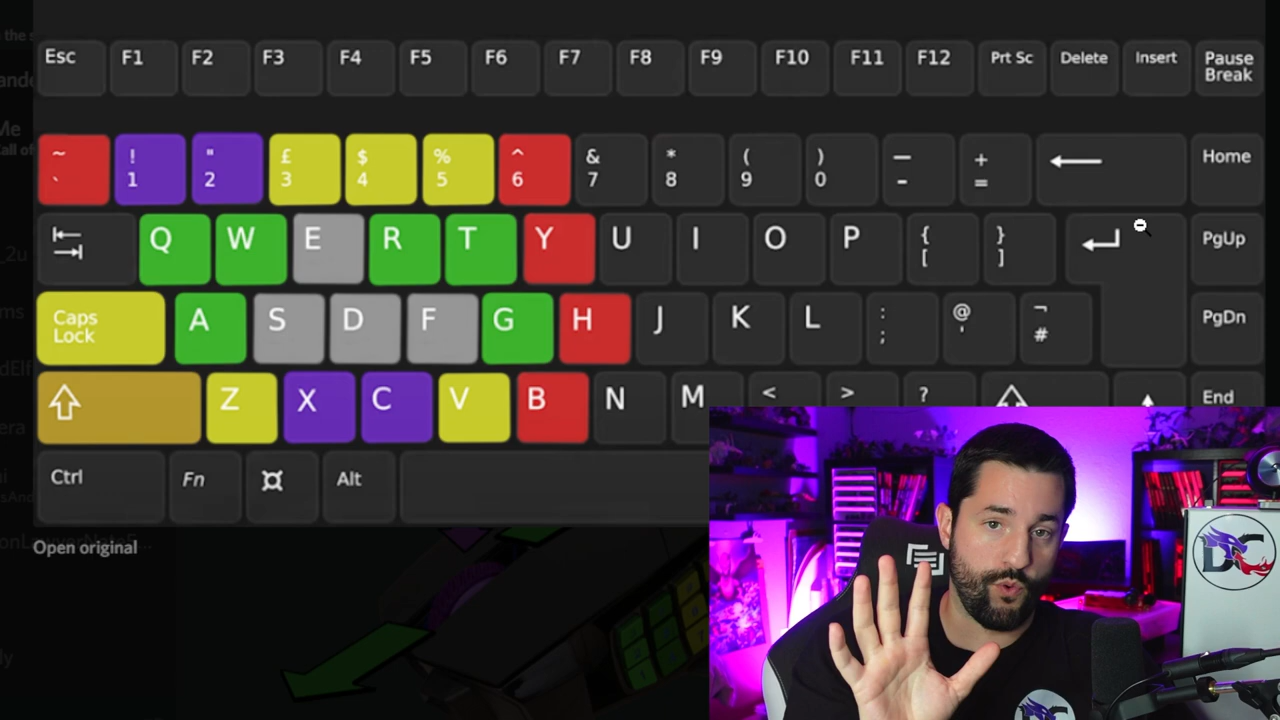 Esc F1 F2 F3 F4 F5 F6 F7 F8 F9 F10 F11 F12 Prt Sc Delete Insert Pause
Break
~ ! " £ $ % ^ & * ( ) — + Home
` 1 2 3 4 5 6 7 8 9 0 - =
Q W E R T Y U I O P { } PgUp
[ ]
Caps A S D F G H J K L : @ ¬ PgDn
Lock ; ' #
Z X C V B N M < > ? End
Ctrl Fn Alt
Open original
DC